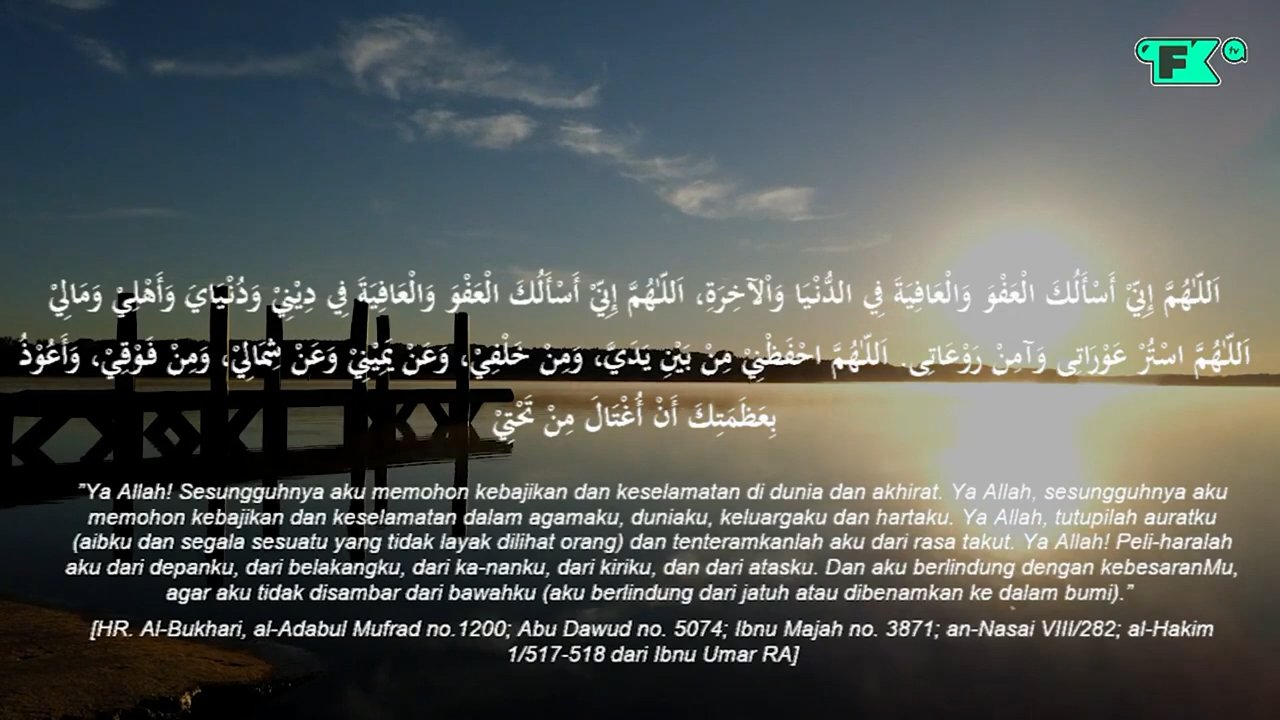 FK tv
اَللّٰهُمَّ إِنِّيْ أَسْأَلُكَ الْعَفْوَ وَالْعَافِيَةَ فِي الدُّنْيَا وَالْآخِرَةِ، اَللّٰهُمَّ إِنِّيْ أَسْأَلُكَ الْعَفْوَ وَالْعَافِيَةَ فِي دِيْنِيْ وَدُنْيَايَ وَأَهْلِيْ وَمَالِيْ
اَللّٰهُمَّ اسْتُرْ عَوْرَاتِى وَآمِنْ رَوْعَاتِى. اَللّٰهُمَّ احْفَظْنِيْ مِنْ بَيْنِ يَدَيَّ، وَمِنْ خَلْفِيْ، وَعَنْ يَمِيْنِيْ وَعَنْ شِمَالِيْ، وَمِنْ فَوْقِيْ، وَأَعُوْذُ
بِعَظَمَتِكَ أَنْ أُغْتَالَ مِنْ تَحْتِيْ
”Ya Allah! Sesungguhnya aku memohon kebajikan dan keselamatan di dunia dan akhirat. Ya Allah, sesungguhnya aku
memohon kebajikan dan keselamatan dalam agamaku, duniaku, keluargaku dan hartaku. Ya Allah, tutupilah auratku
(aibku dan segala sesuatu yang tidak layak dilihat orang) dan tenteramkanlah aku dari rasa takut. Ya Allah! Peli-haralah
aku dari depanku, dari belakangku, dari ka-nanku, dari kiriku, dan dari atasku. Dan aku berlindung dengan kebesaranMu,
agar aku tidak disambar dari bawahku (aku berlindung dari jatuh atau dibenamkan ke dalam bumi).”
[HR. Al-Bukhari, al-Adabul Mufrad no.1200; Abu Dawud no. 5074; Ibnu Majah no. 3871; an-Nasai VIII/282; al-Hakim
1/517-518 dari Ibnu Umar RA]